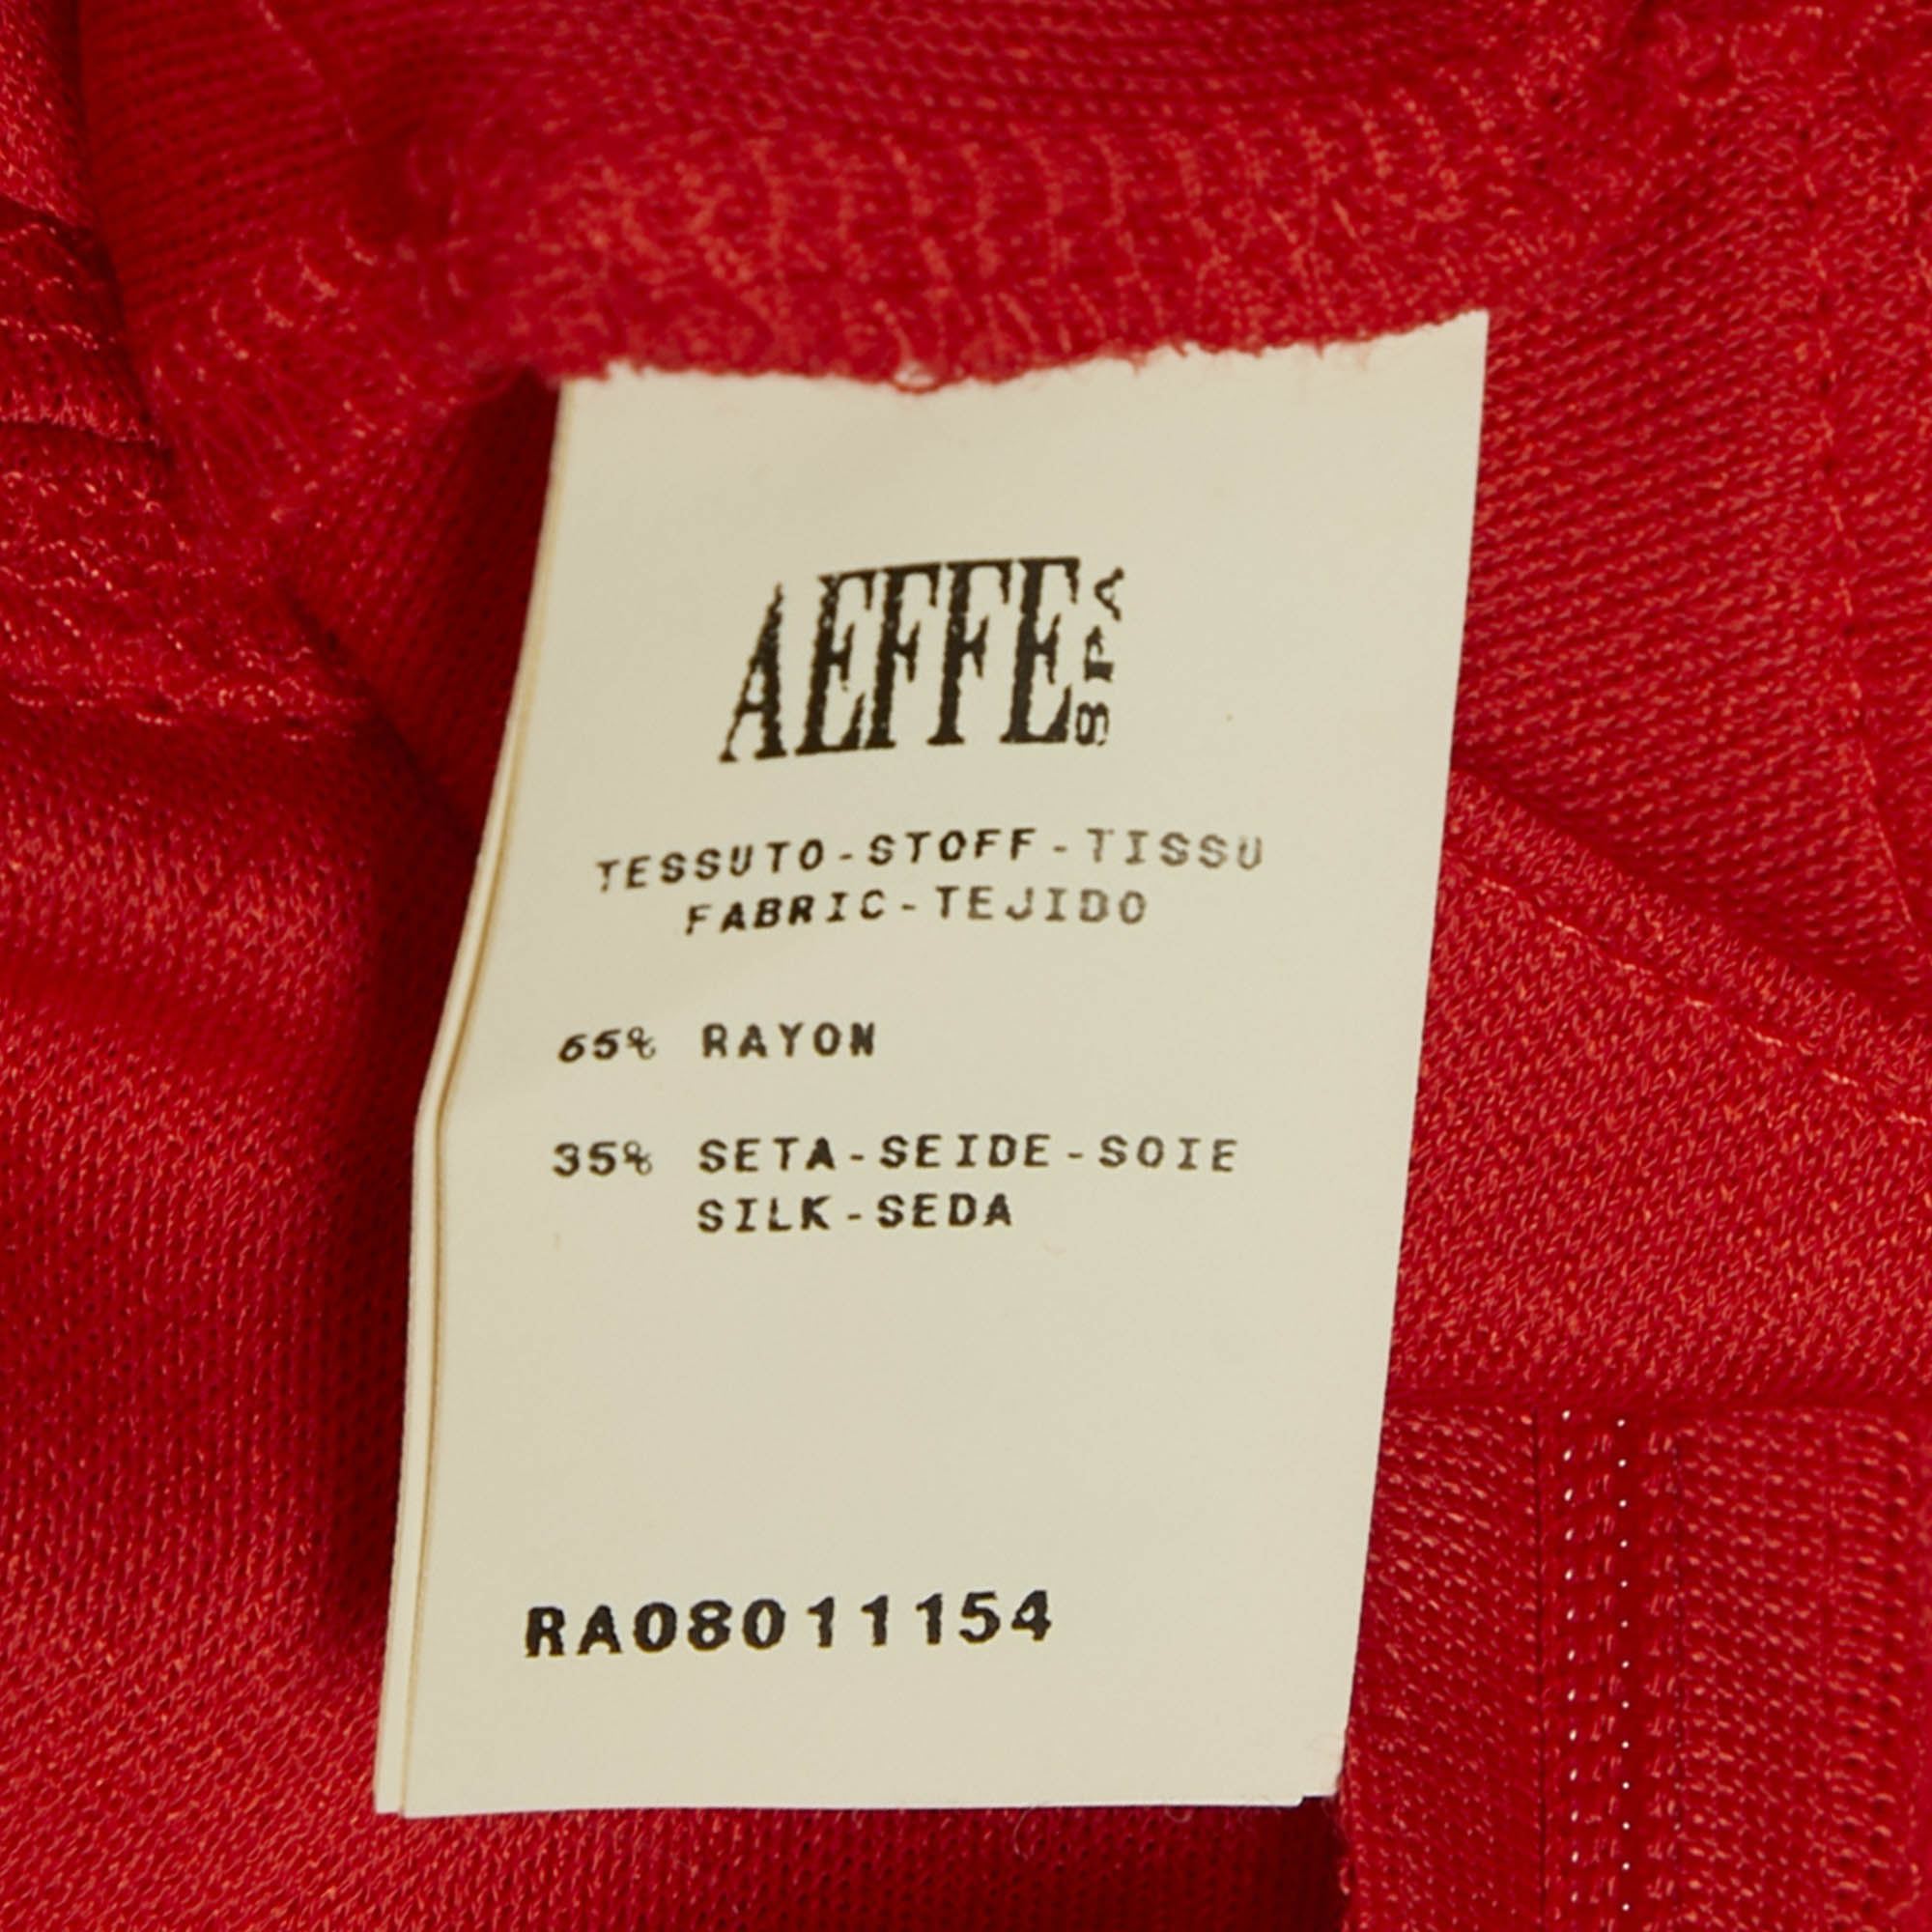 AEFFE SPA
TESSUTO-STOFF-TISSU
FABRIC-TEJIDO
65% RAYON
35% SETA-SEIDE-SOIE
SILK-SEDA
RA08011154